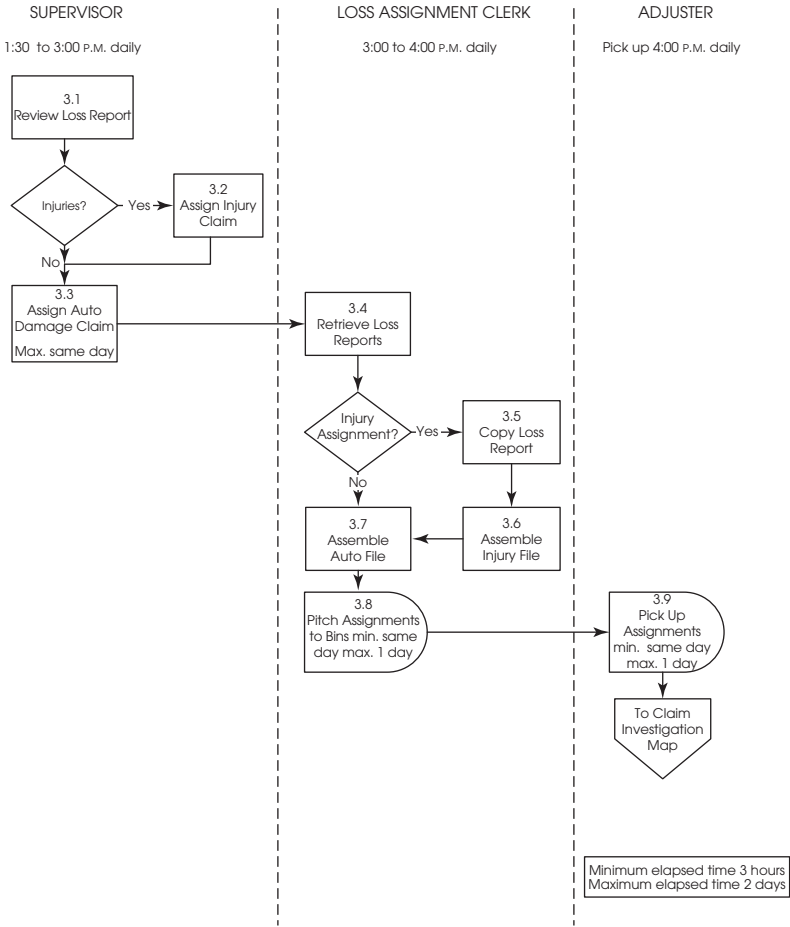 SUPERVISOR
1:30 to 3:00 P.M. daily
3.1
Review Loss Report
Injuries?
Yes
3.2
Assign Injury
Claim
No
3.3
Assign Auto
Damage Claim
Max. same day
LOSS ASSIGNMENT CLERK
3:00 to 4:00 P.M. daily
3.4
Retrieve Loss
Reports
Injury
Assignment?
Yes
3.5
Copy Loss
Report
No
3.7
Assemble
Auto File
3.6
Assemble
Injury File
3.8
Pitch Assignments
to Bins min. same
day max. 1 day
ADJUSTER
Pick up 4:00 P.M. daily
3.9
Pick Up
Assignments
min. same day
max. 1 day
To Claim
Investigation
Map
Minimum elapsed time 3 hours
Maximum elapsed time 2 days